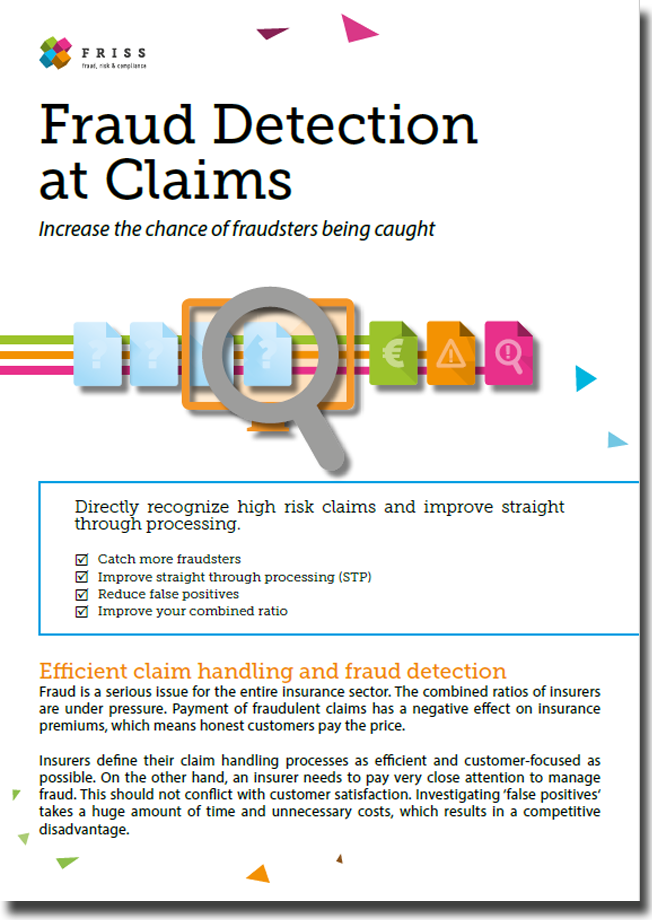 FRISS
fraud, risk & compliance
Fraud Detection
at Claims
Increase the chance of fraudsters being caught
? ? ? € ! !
Directly recognize high risk claims and improve straight
through processing.
☑ Catch more fraudsters
☑ Improve straight through processing (STP)
☑ Reduce false positives
☑ Improve your combined ratio
Efficient claim handling and fraud detection
Fraud is a serious issue for the entire insurance sector. The combined ratios of insurers
are under pressure. Payment of fraudulent claims has a negative effect on insurance
premiums, which means honest customers pay the price.
Insurers define their claim handling processes as efficient and customer-focused as
possible. On the other hand, an insurer needs to pay very close attention to manage
fraud. This should not conflict with customer satisfaction. Investigating ‘false positives’
takes a huge amount of time and unnecessary costs, which results in a competitive
disadvantage.